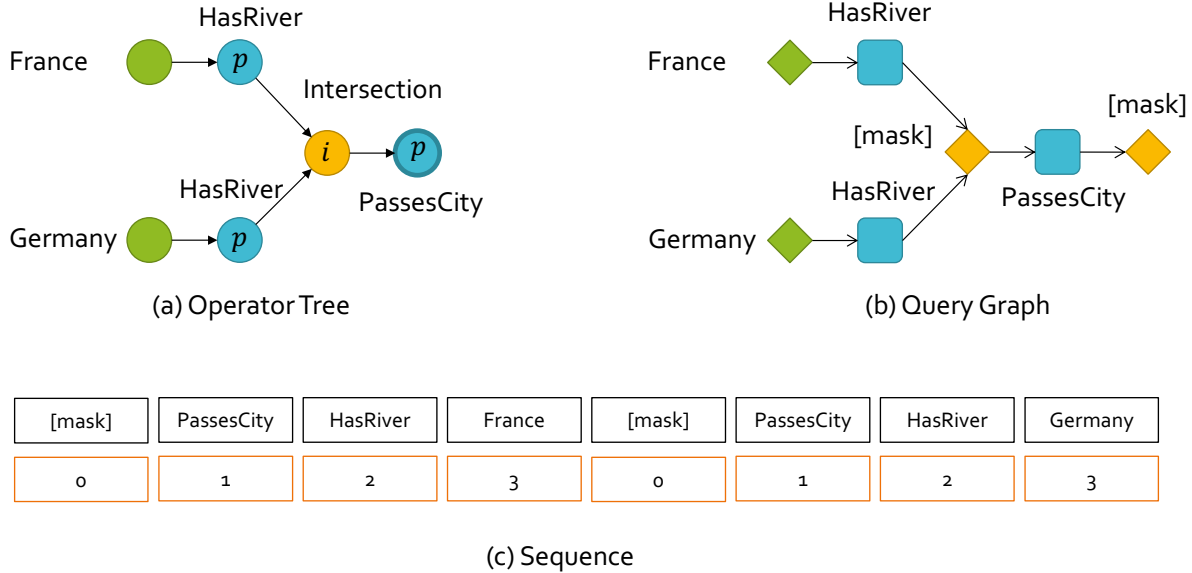 HasRiver
France
p
Intersection
i
p
HasRiver
PassesCity
Germany
p
(a) Operator Tree
HasRiver
France
[mask]
[mask]
HasRiver
PassesCity
Germany
(b) Query Graph
[mask] PassesCity HasRiver France [mask] PassesCity HasRiver Germany
0 1 2 3 0 1 2 3
(c) Sequence